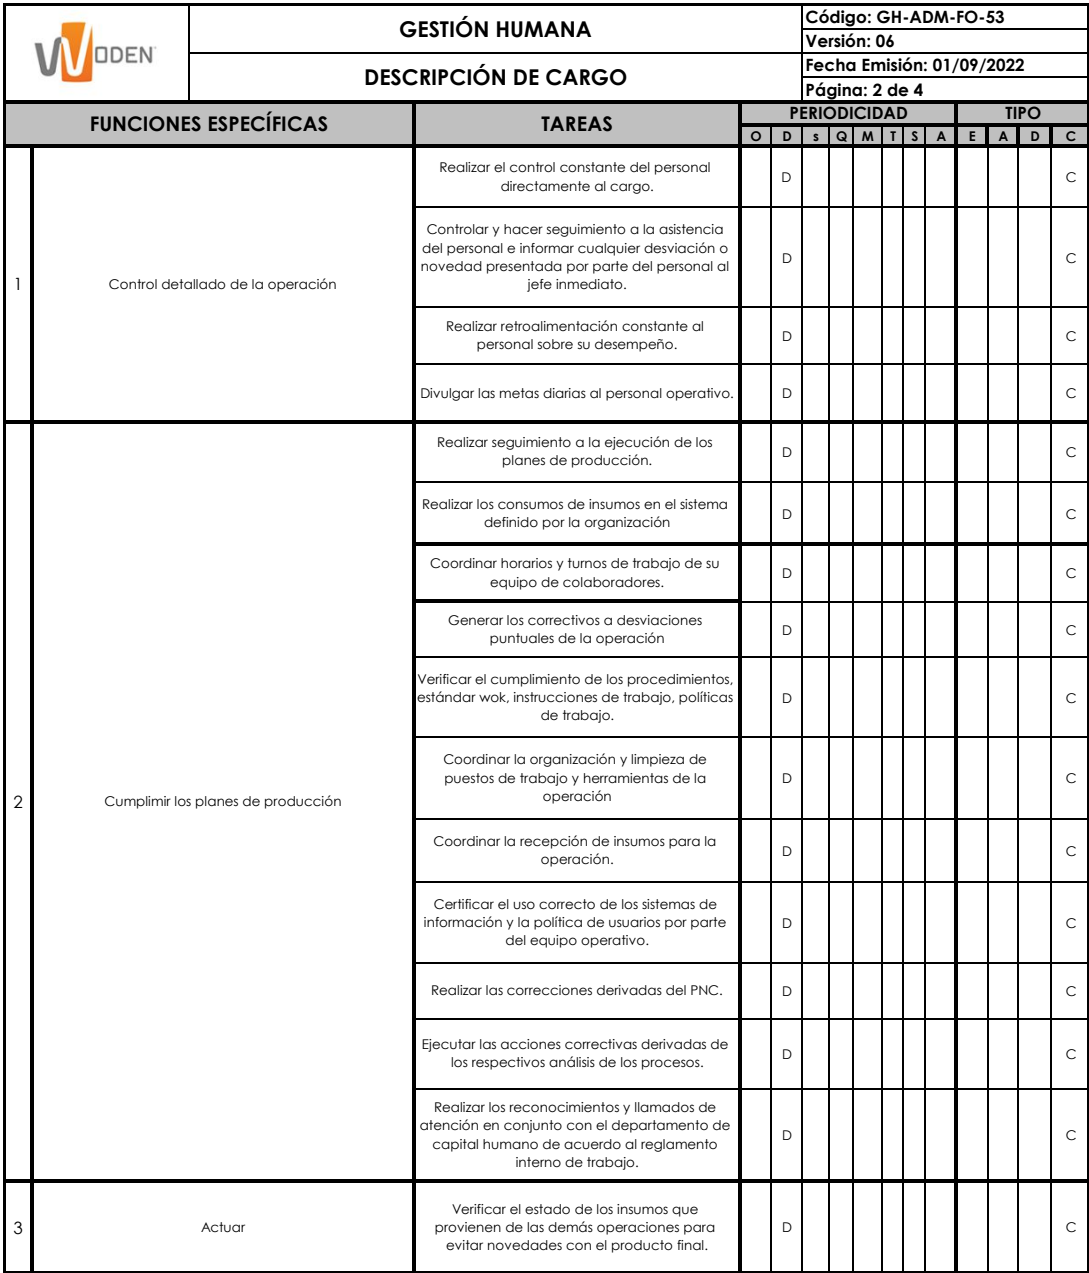 WODEN
GESTIÓN HUMANA
DESCRIPCIÓN DE CARGO
Código: GH-ADM-FO-53
Versión: 06
Fecha Emisión: 01/09/2022
Página: 2 de 4
FUNCIONES ESPECÍFICAS
TAREAS
PERIODICIDAD
TIPO
O D s Q M T S A E A D C
1
Control detallado de la operación
Realizar el control constante del personal
directamente al cargo.
D C
Controlar y hacer seguimiento a la asistencia
del personal e informar cualquier desviación o
novedad presentada por parte del personal al
jefe inmediato.
D C
Realizar retroalimentación constante al
personal sobre su desempeño.
D C
Divulgar las metas diarias al personal operativo.
D C
2
Cumplimir los planes de producción
Realizar seguimiento a la ejecución de los
planes de producción.
D C
Realizar los consumos de insumos en el sistema
definido por la organización
D C
Coordinar horarios y turnos de trabajo de su
equipo de colaboradores.
D C
Generar los correctivos a desviaciones
puntuales de la operación
D C
Verificar el cumplimiento de los procedimientos,
estándar wok, instrucciones de trabajo, políticas
de trabajo.
D C
Coordinar la organización y limpieza de
puestos de trabajo y herramientas de la
operación
D C
Coordinar la recepción de insumos para la
operación.
D C
Certificar el uso correcto de los sistemas de
información y la política de usuarios por parte
del equipo operativo.
D C
Realizar las correcciones derivadas del PNC.
D C
Ejecutar las acciones correctivas derivadas de
los respectivos análisis de los procesos.
D C
Realizar los reconocimientos y llamados de
atención en conjunto con el departamento de
capital humano de acuerdo al reglamento
interno de trabajo.
D C
3
Actuar
Verificar el estado de los insumos que
provienen de las demás operaciones para
evitar novedades con el producto final.
D C